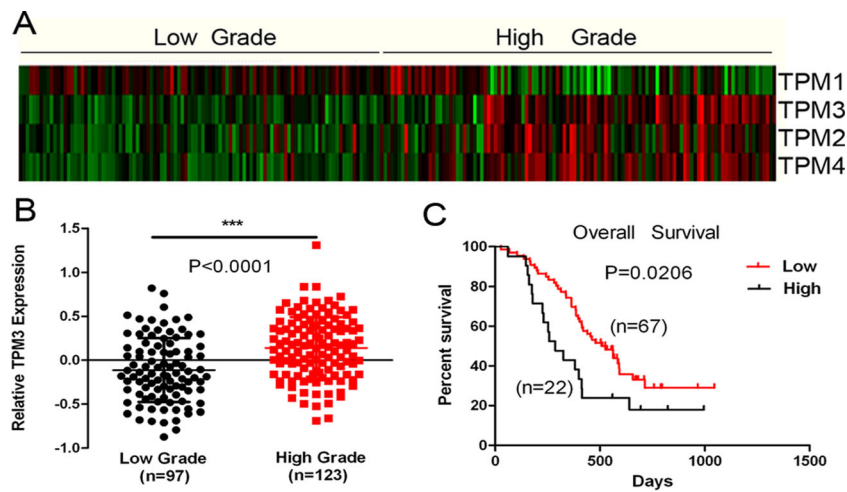 A
Low Grade High Grade
TPM1
TPM3
TPM2
TPM4
B
***
P<0.0001
Relative TPM3 Expression
1.5
1.0
0.5
0.0
-0.5
-1.0
Low Grade High Grade
(n=97) (n=123)
C
Overall Survival
P=0.0206
Low
High
(n=67)
(n=22)
Percent survival
100
80
60
40
20
0
0 500 1000 1500
Days